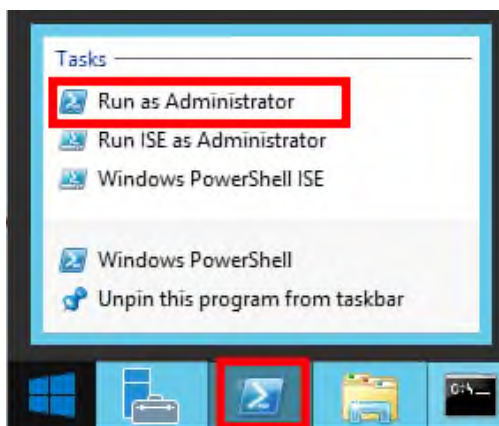 Tasks
Run as Administrator
Run ISE as Administrator
Windows PowerShell ISE
Windows PowerShell
Unpin this program from taskbar
C:\_